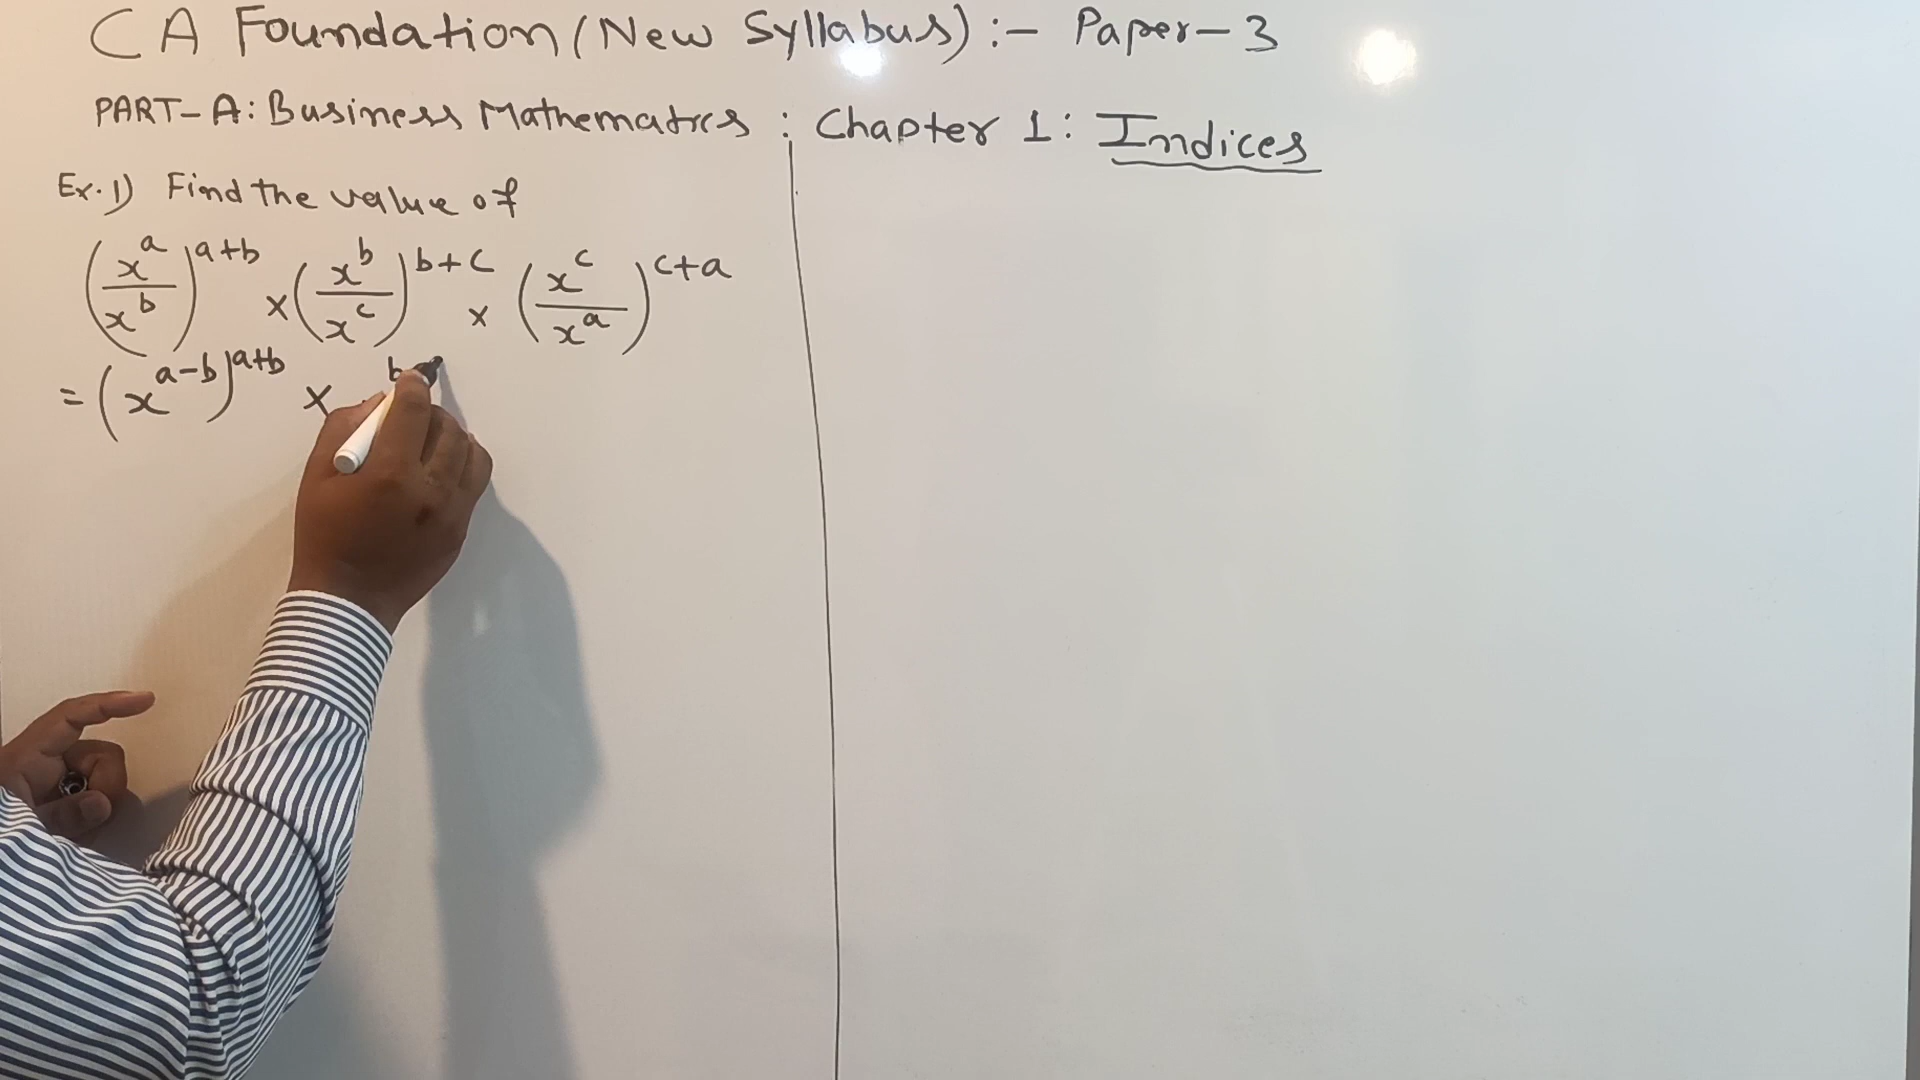 CA Foundation (New Syllabus) :- Paper-3
PART-A: Business Mathematics : Chapter 1: Indices
Ex. 1) Find the value of
(x^a/x^b)^(a+b) × (x^b/x^c)^(b+c) × (x^c/x^a)^(c+a)
= (x^(a-b))^(a+b) × b